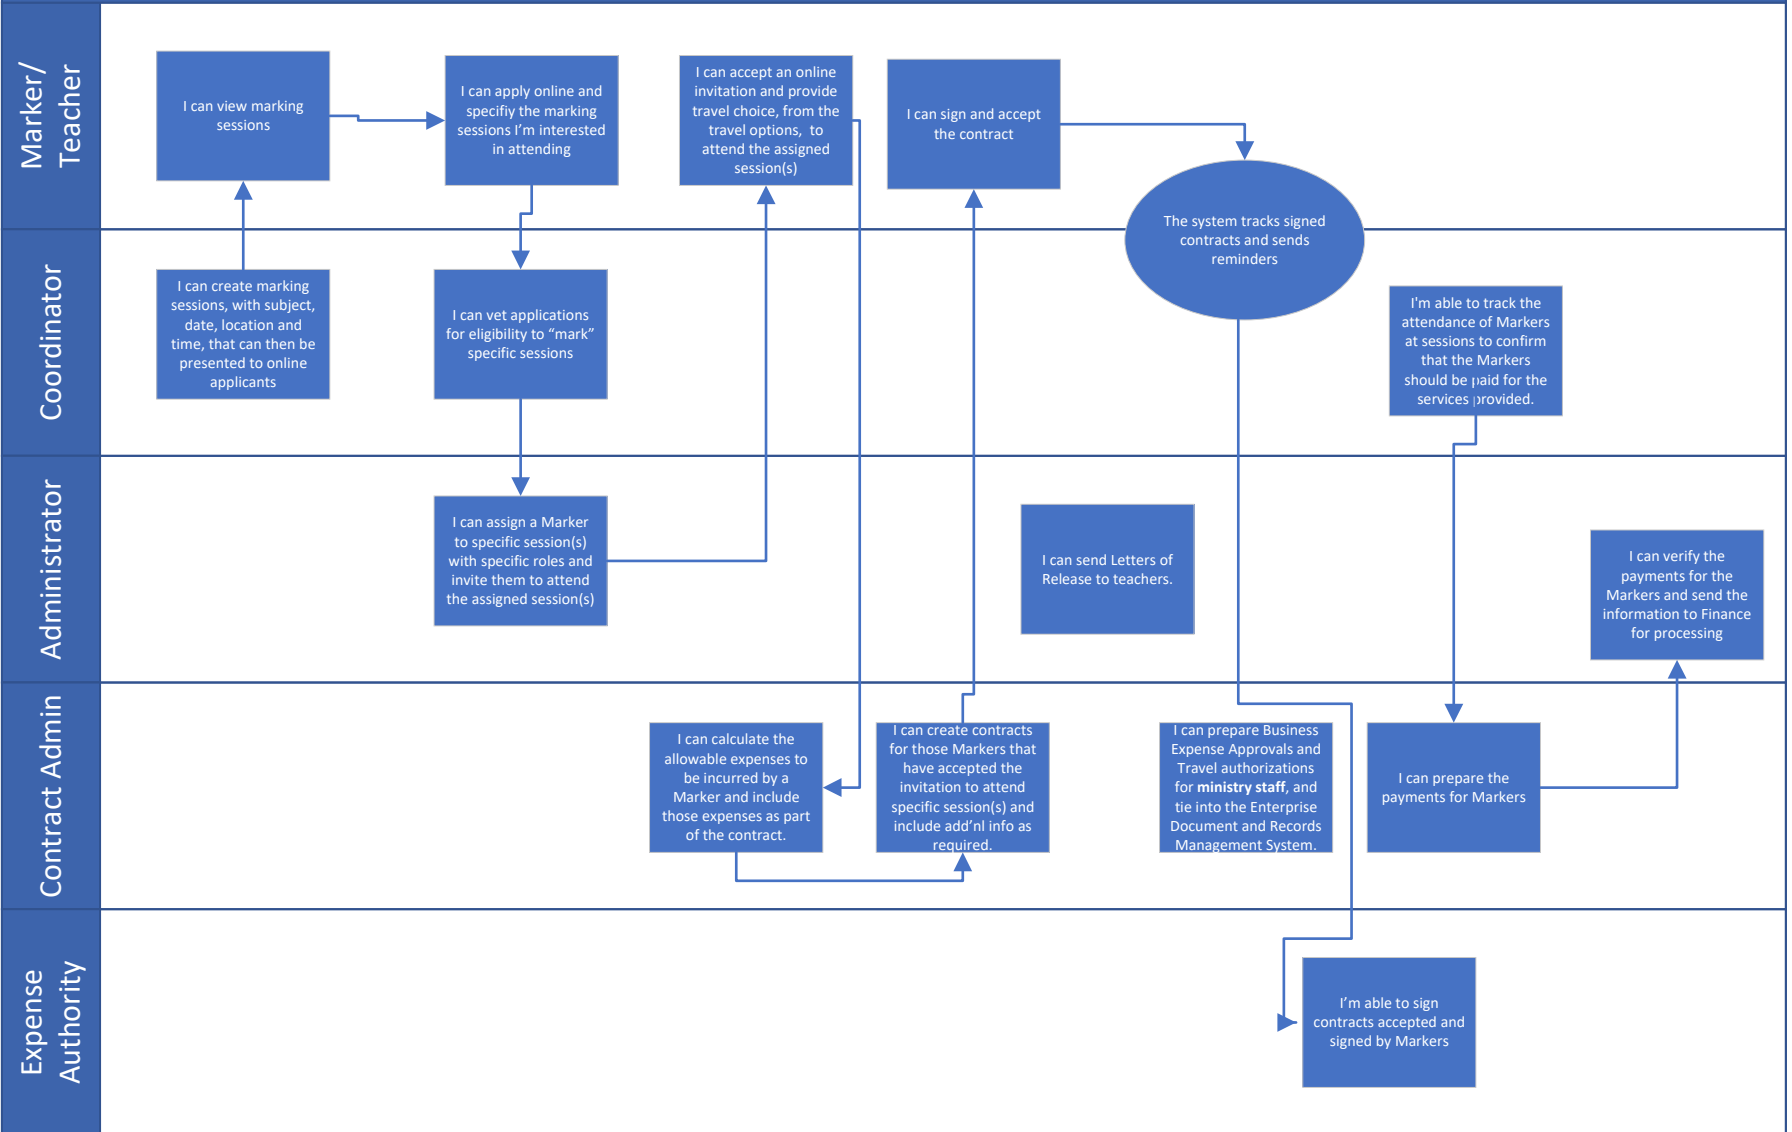 Marker/
Teacher
I can view marking
sessions
I can apply online and
specifiy the marking
sessions I'm interested
in attending
I can accept an online
invitation and provide
travel choice, from the
travel options,  to
attend the assigned
session(s)
I can sign and accept
the contract
The system tracks signed
contracts and sends
reminders
Coordinator
I can create marking
sessions, with subject,
date, location and
time, that can then be
presented to online
applicants
I can vet applications
for eligibility to “mark”
specific sessions
I'm able to track the
attendance of Markers
at sessions to confirm
that the Markers
should be paid for the
services provided.
Administrator
I can assign a Marker
to specific session(s)
with specific roles and
invite them to attend
the assigned session(s)
I can send Letters of
Release to teachers.
I can verify the
payments for the
Markers and send the
information to Finance
for processing
Contract Admin
I can calculate the
allowable expenses to
be incurred by a
Marker and include
those expenses as part
of the contract.
I can create contracts
for those Markers that
have accepted the
invitation to attend
specific session(s) and
include add’nl info as
required.
I can prepare Business
Expense Approvals and
Travel authorizations
for ministry staff, and
tie into the Enterprise
Document and Records
Management System.
I can prepare the
payments for Markers
Expense
Authority
I’m able to sign
contracts accepted and
signed by Markers